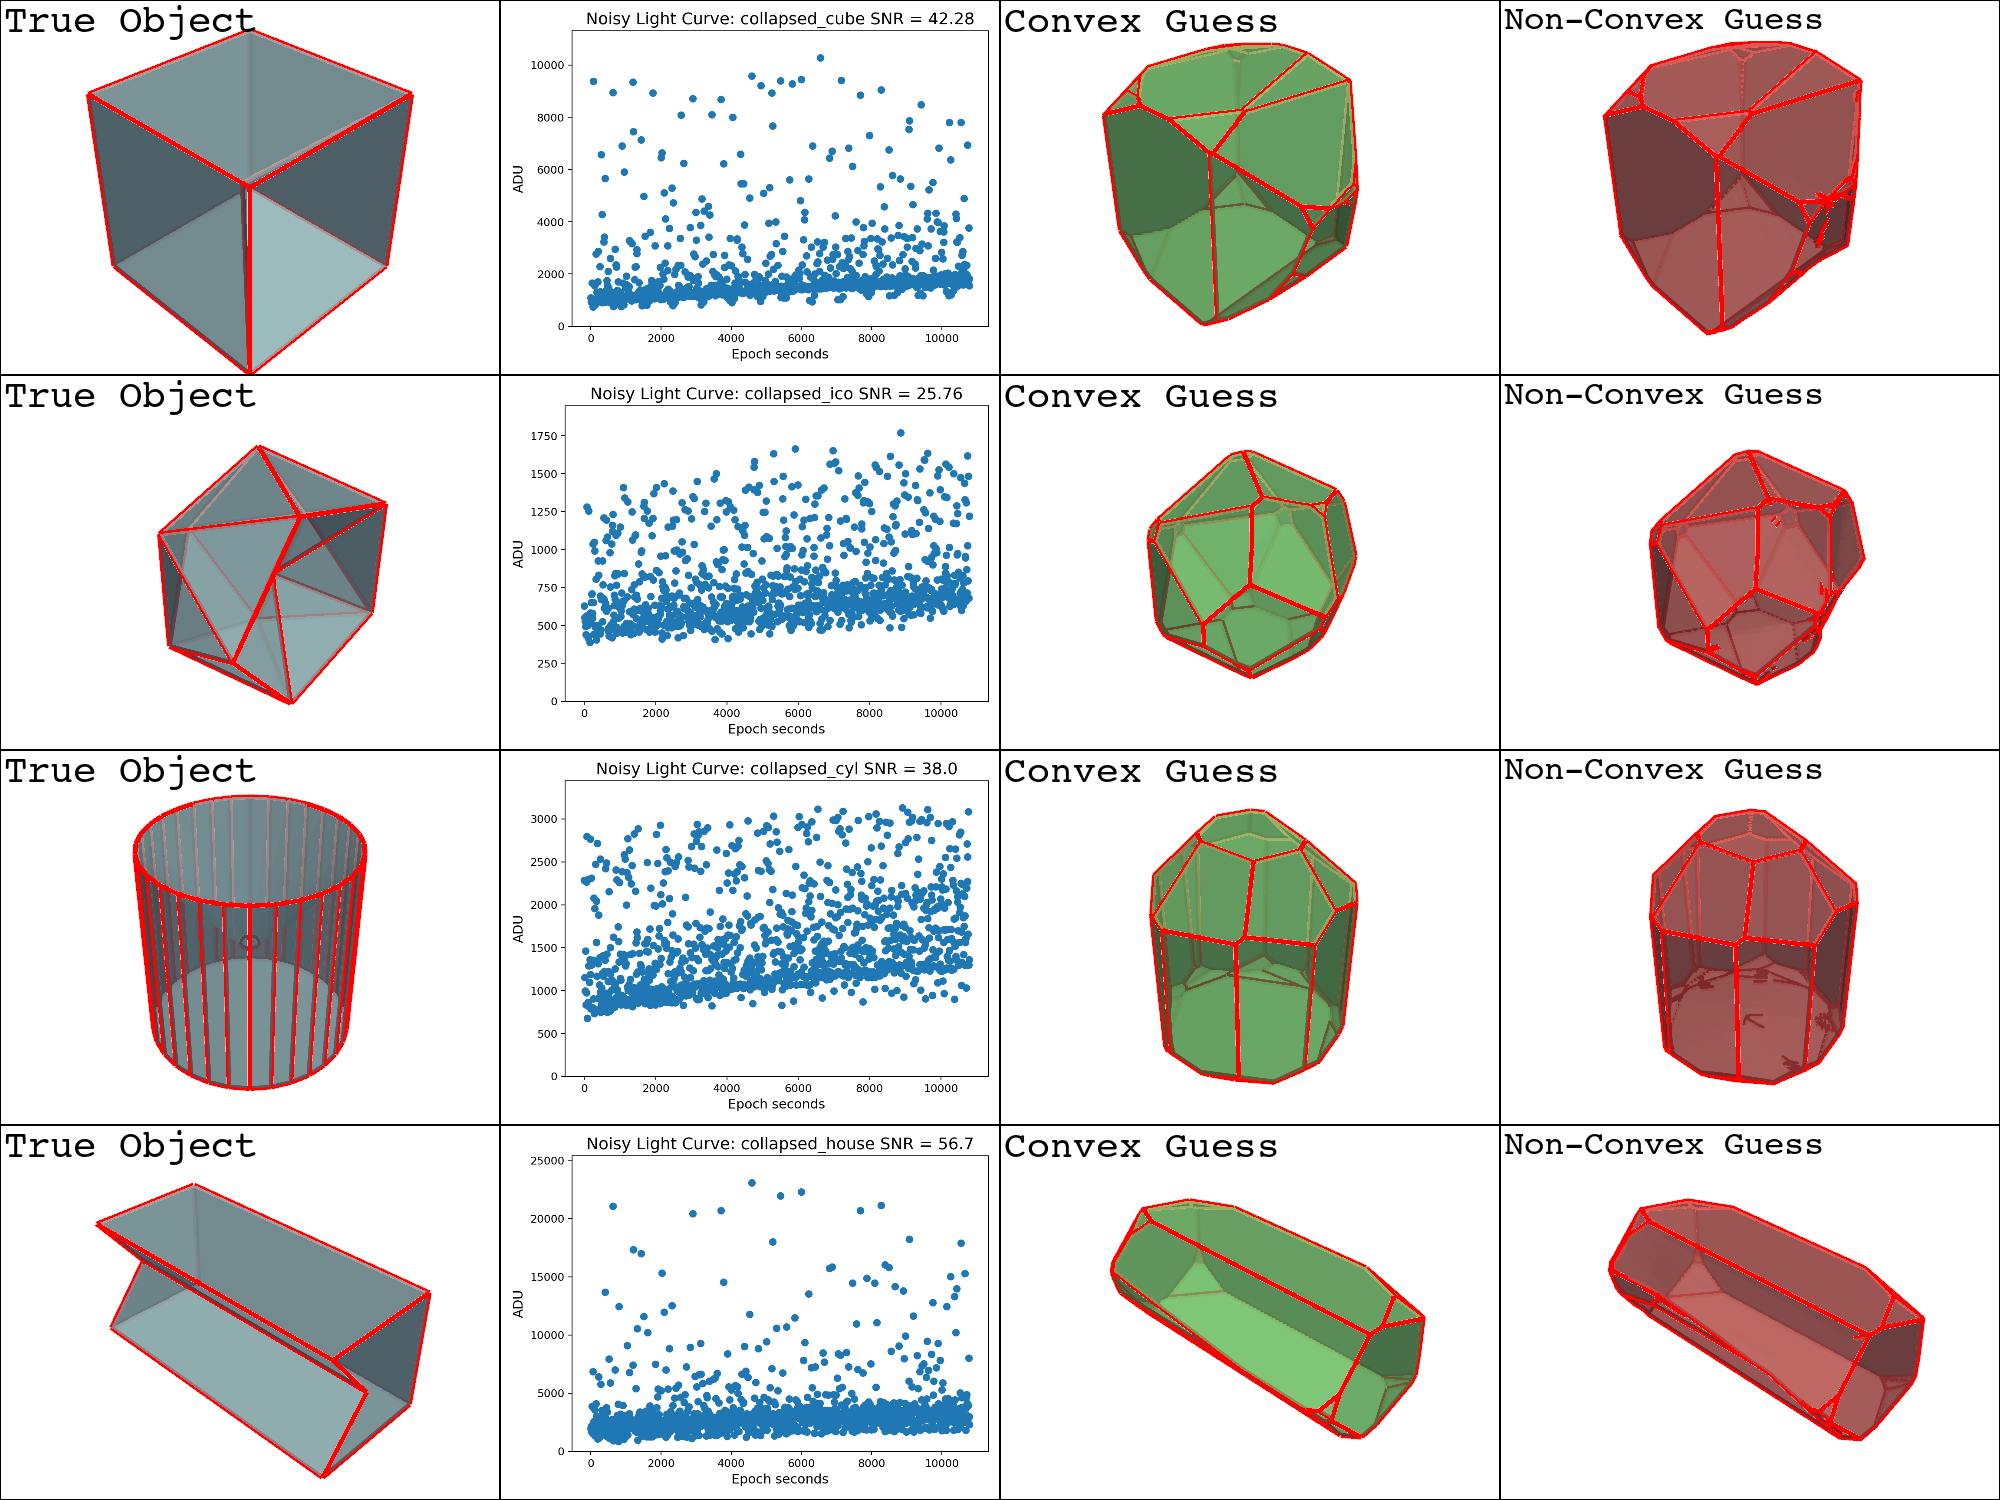 True Object
Noisy Light Curve: collapsed_cube SNR = 42.28
10000
8000
6000
4000
2000
0
ADU
0 2000 4000 6000 8000 10000
Epoch seconds
Convex Guess
Non-Convex Guess
True Object
Noisy Light Curve: collapsed_ico SNR = 25.76
1750
1500
1250
1000
750
500
250
0
ADU
0 2000 4000 6000 8000 10000
Epoch seconds
Convex Guess
Non-Convex Guess
True Object
Noisy Light Curve: collapsed_cyl SNR = 38.0
3000
2500
2000
1500
1000
500
0
ADU
0 2000 4000 6000 8000 10000
Epoch seconds
Convex Guess
Non-Convex Guess
True Object
Noisy Light Curve: collapsed_house SNR = 56.7
25000
20000
15000
10000
5000
0
ADU
0 2000 4000 6000 8000 10000
Epoch seconds
Convex Guess
Non-Convex Guess